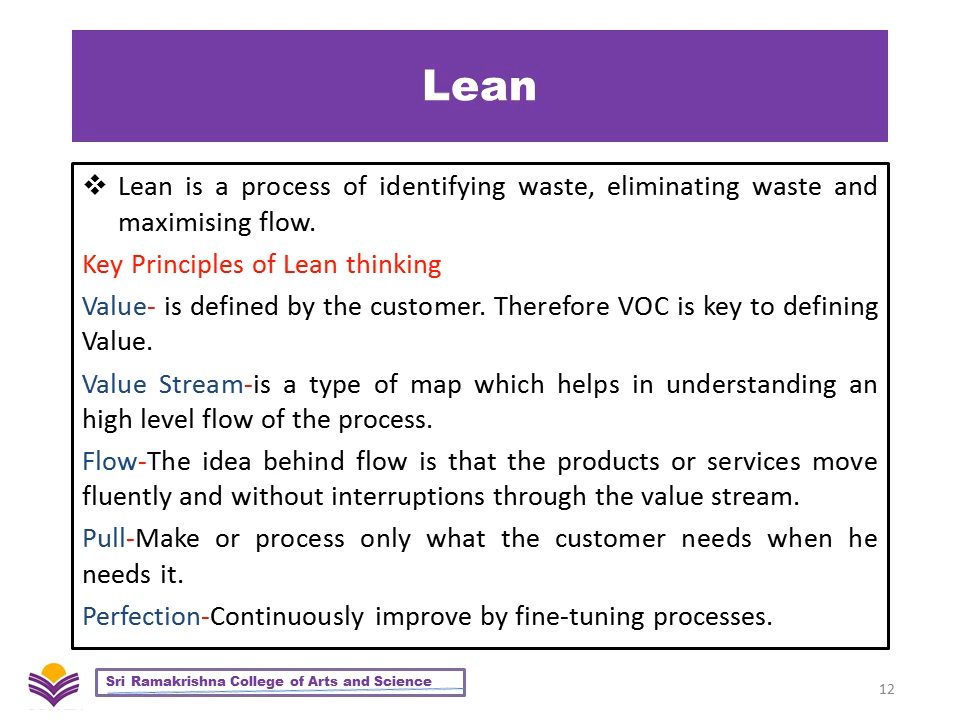 Lean
❖ Lean is a process of identifying waste, eliminating waste and
maximising flow.
Key Principles of Lean thinking
Value- is defined by the customer. Therefore VOC is key to defining
Value.
Value Stream-is a type of map which helps in understanding an
high level flow of the process.
Flow-The idea behind flow is that the products or services move
fluently and without interruptions through the value stream.
Pull-Make or process only what the customer needs when he
needs it.
Perfection-Continuously improve by fine-tuning processes.
Sri Ramakrishna College of Arts and Science
12